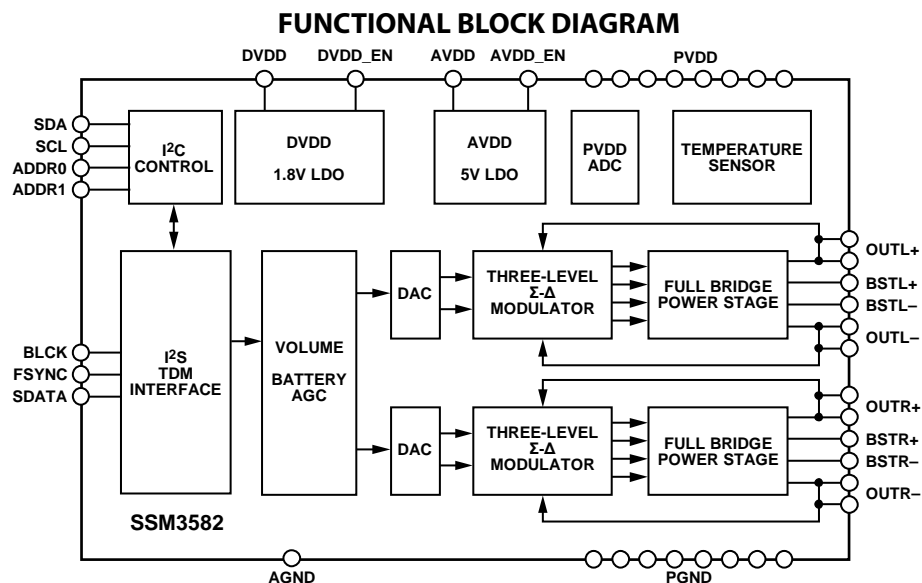 FUNCTIONAL BLOCK DIAGRAM
DVDD
DVDD_EN
AVDD
AVDD_EN
PVDD
SDA
SCL
ADDR0
ADDR1
I²C
CONTROL
DVDD
1.8V LDO
AVDD
5V LDO
PVDD
ADC
TEMPERATURE
SENSOR
BLCK
FSYNC
SDATA
I²S
TDM
INTERFACE
VOLUME
BATTERY
AGC
DAC
THREE-LEVEL
Σ-Δ
MODULATOR
FULL BRIDGE
POWER STAGE
OUTL+
BSTL+
BSTL–
OUTL–
DAC
THREE-LEVEL
Σ-Δ
MODULATOR
FULL BRIDGE
POWER STAGE
OUTR+
BSTR+
BSTR–
OUTR–
SSM3582
AGND
PGND